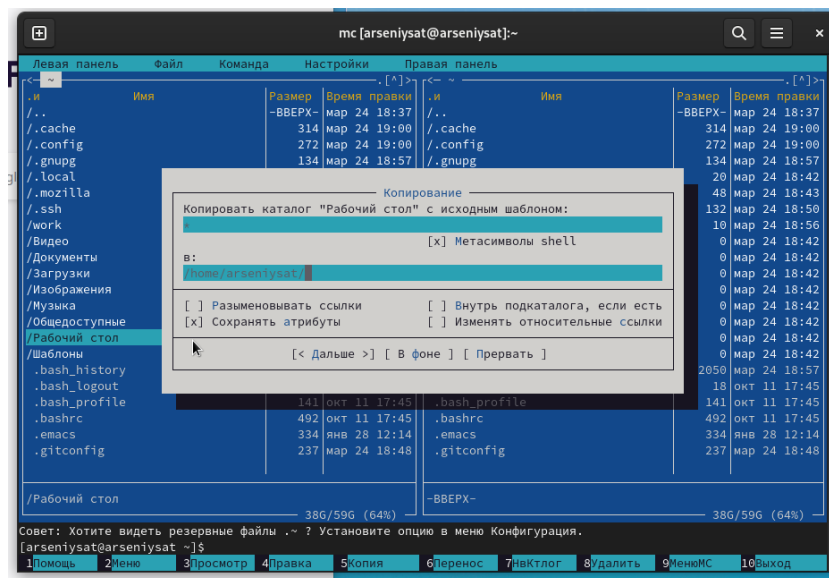 mc [arseniysat@arseniysat]:~
Левая панель Файл Команда Настройки Правая панель
<— ~ .[^]> <— ~ .[^]>
.и Имя Размер Время правки .и Имя Размер Время правки
/.. -ВВЕРХ- мар 24 18:37 /.. -ВВЕРХ- мар 24 18:37
/.cache 314 мар 24 19:00 /.cache 314 мар 24 19:00
/.config 272 мар 24 19:00 /.config 272 мар 24 19:00
/.gnupg 134 мар 24 18:57 /.gnupg 134 мар 24 18:57
/.local 20 мар 24 18:42
/.mozilla Копирование 48 мар 24 18:43
/.ssh Копировать каталог "Рабочий стол" с исходным шаблоном: 132 мар 24 18:50
/work * 10 мар 24 18:56
/Видео [x] Метасимволы shell 0 мар 24 18:42
/Документы в: 0 мар 24 18:42
/Загрузки /home/arseniysat/ 0 мар 24 18:42
/Изображения 0 мар 24 18:42
/Музыка [ ] Разыменовывать ссылки [ ] Внутрь подкаталога, если есть 0 мар 24 18:42
/Общедоступные [x] Сохранять атрибуты [ ] Изменять относительные ссылки 0 мар 24 18:42
/Рабочий стол 0 мар 24 18:42
/Шаблоны [< Дальше >] [ В фоне ] [ Прервать ] 0 мар 24 18:42
.bash_history 2050 мар 24 18:57
.bash_logout 18 окт 11 17:45
.bash_profile 141 окт 11 17:45 .bash_profile 141 окт 11 17:45
.bashrc 492 окт 11 17:45 .bashrc 492 окт 11 17:45
.emacs 334 янв 28 12:14 .emacs 334 янв 28 12:14
.gitconfig 237 мар 24 18:48 .gitconfig 237 мар 24 18:48
/Рабочий стол -ВВЕРХ-
38G/59G (64%) 38G/59G (64%)
Совет: Хотите видеть резервные файлы .~ ? Установите опцию в меню Конфигурация.
[arseniysat@arseniysat ~]$
1Помощь 2Меню 3Просмотр 4Правка 5Копия 6Перенос 7НвКтлог 8Удалить 9МенюМС 10Выход